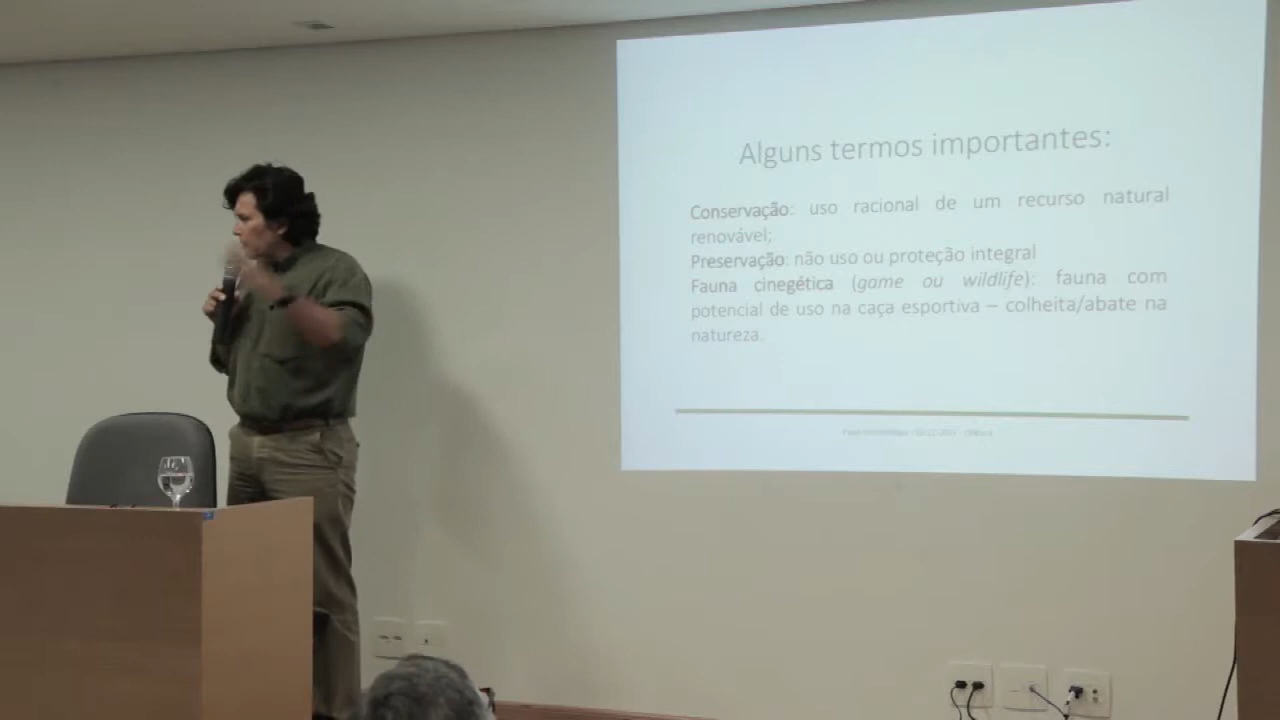 Alguns termos importantes:
Conservação: uso racional de um recurso natural
renovável;
Preservação: não uso ou proteção integral
Fauna cinegética (game ou wildlife): fauna com
potencial de uso na caça esportiva – colheita/abate na
natureza.